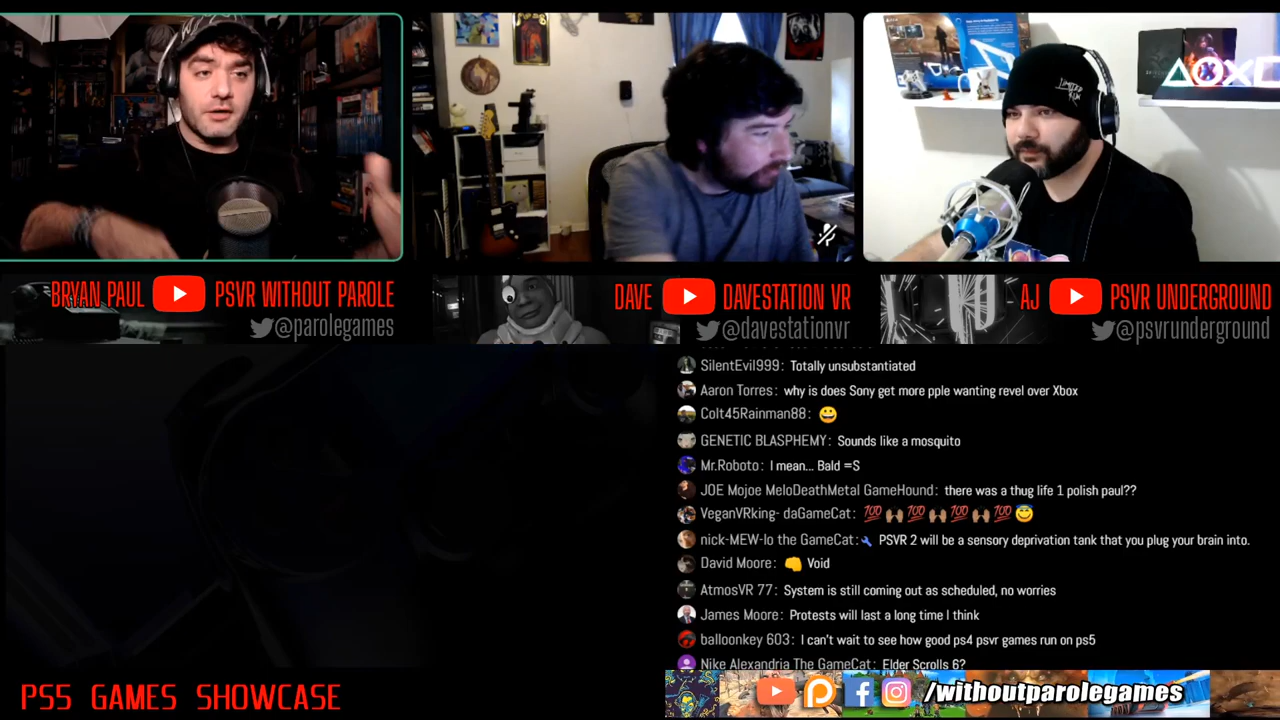 LIMITED
RUN
BRYAN PAUL PSVR WITHOUT PAROLE
@parolegames
DAVE DAVESTATION VR
@davestationvr
AJ PSVR UNDERGROUND
@psvrunderground
SilentEvil999: Totally unsubstantiated
Aaron Torres: why is does Sony get more pple wanting revel over Xbox
Colt45Rainman88: 😀
GENETIC BLASPHEMY: Sounds like a mosquito
Mr.Roboto: I mean... Bald =S
JOE Mojoe MeloDeathMetal GameHound: there was a thug life 1 polish paul??
VeganVRking- daGameCat: 💯🙌🏽💯🙌🏽💯🙌🏽💯😇
nick-MEW-lo the GameCat:🔧 PSVR 2 will be a sensory deprivation tank that you plug your brain into.
David Moore: 👊 Void
AtmosVR 77: System is still coming out as scheduled, no worries
James Moore: Protests will last a long time I think
balloonkey 603: I can't wait to see how good ps4 psvr games run on ps5
Nike Alexandria The GameCat: Elder Scrolls 6?
PS5 GAMES SHOWCASE
/withoutparolegames